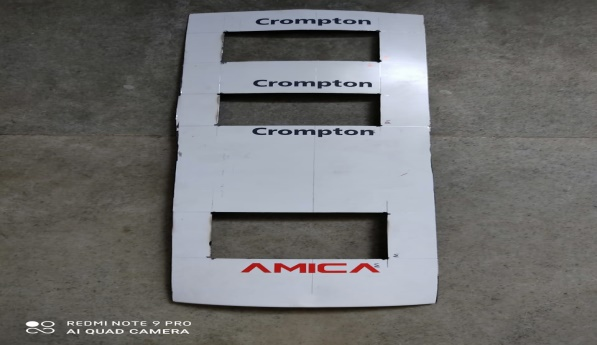 Crompton
Crompton
Crompton
AMICA
REDMI NOTE 9 PRO
AI QUAD CAMERA